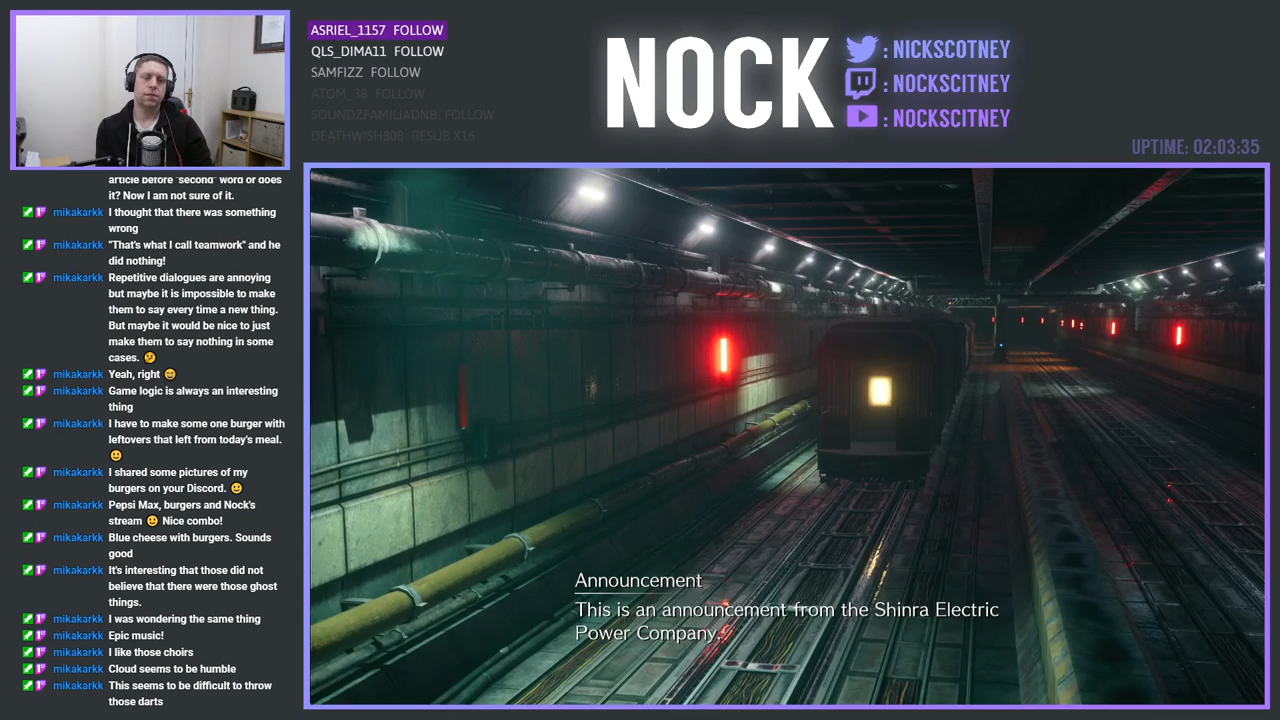 ASRIEL_1157 FOLLOW
QLS_DIMA11 FOLLOW
SAMFIZZ FOLLOW
ATOM_38 FOLLOW
SOUNDZFAMILIADNB FOLLOW
DEATHWISH808 RESUB X16
NOCK
: NICKSCOTNEY
: NOCKSCITNEY
: NOCKSCITNEY
UPTIME: 02:03:35
article before "second" word or does
it? Now I am not sure of it.
mikakarkk I thought that there was something
wrong
mikakarkk "That's what I call teamwork" and he
did nothing!
mikakarkk Repetitive dialogues are annoying
but maybe it is impossible to make
them to say every time a new thing.
But maybe it would be nice to just
make them to say nothing in some
cases. 😕
mikakarkk Yeah, right 😄
mikakarkk Game logic is always an interesting
thing
mikakarkk I have to make some one burger with
leftovers that left from today's meal.
🙂
mikakarkk I shared some pictures of my
burgers on your Discord. 🙂
mikakarkk Pepsi Max, burgers and Nock's
stream 🙂 Nice combo!
mikakarkk Blue cheese with burgers. Sounds
good
mikakarkk It's interesting that those did not
believe that there were those ghost
things.
mikakarkk I was wondering the same thing
mikakarkk Epic music!
mikakarkk I like those choirs
mikakarkk Cloud seems to be humble
mikakarkk This seems to be difficult to throw
those darts
Announcement
This is an announcement from the Shinra Electric
Power Company.